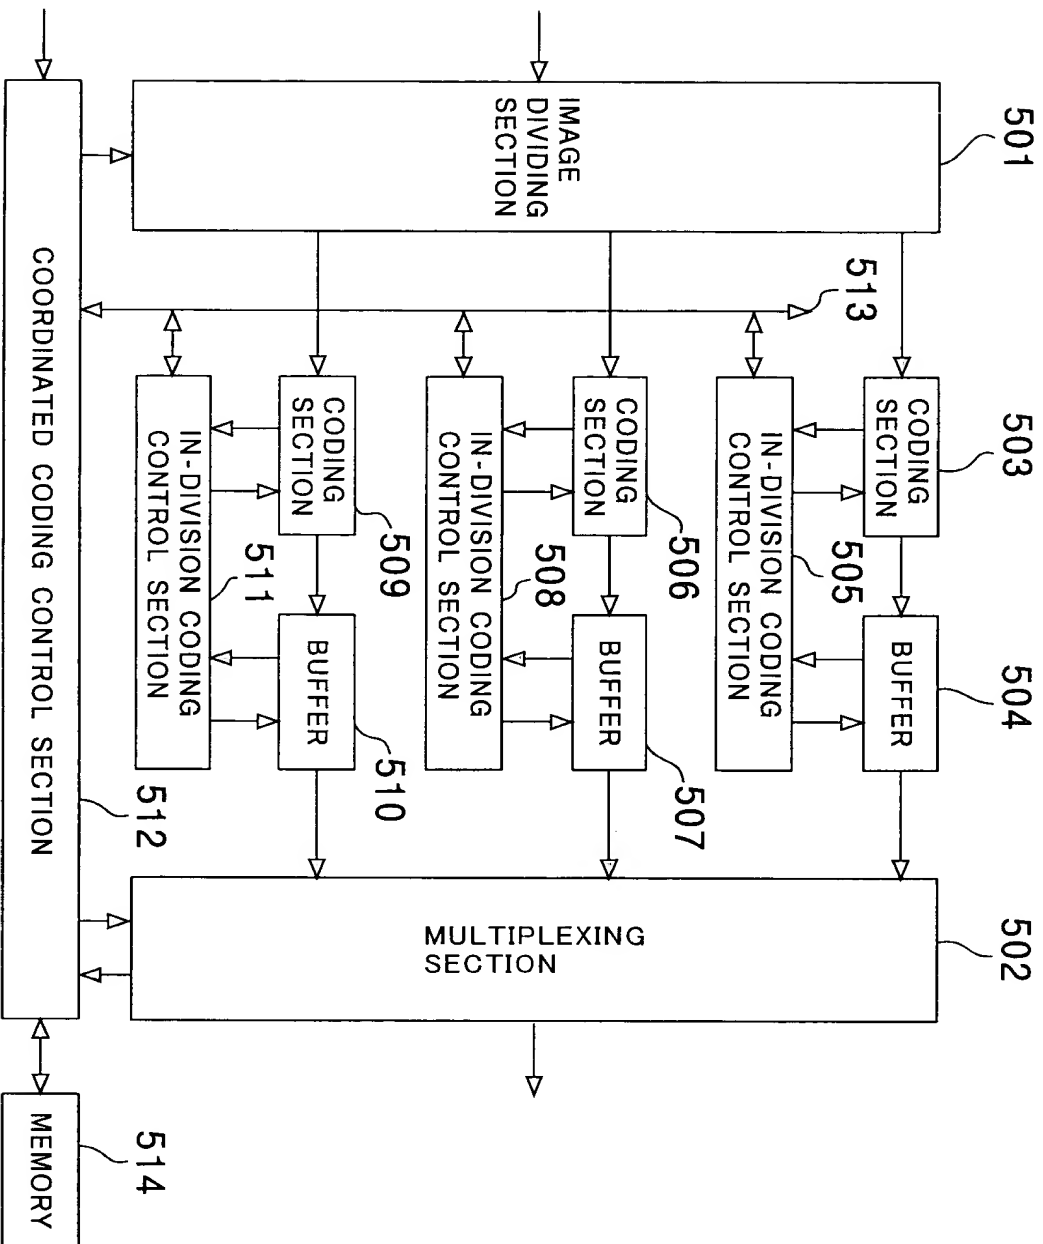 501
503
504
502
IMAGE
DIVIDING
SECTION
513
CODING
SECTION
BUFFER
IN-DIVISION CODING
CONTROL SECTION
505
506
507
CODING
SECTION
BUFFER
MULTIPLEXING
SECTION
IN-DIVISION CODING
CONTROL SECTION
508
509
510
CODING
SECTION
BUFFER
IN-DIVISION CODING
CONTROL SECTION
511
512
514
COORDINATED CODING CONTROL SECTION
MEMORY